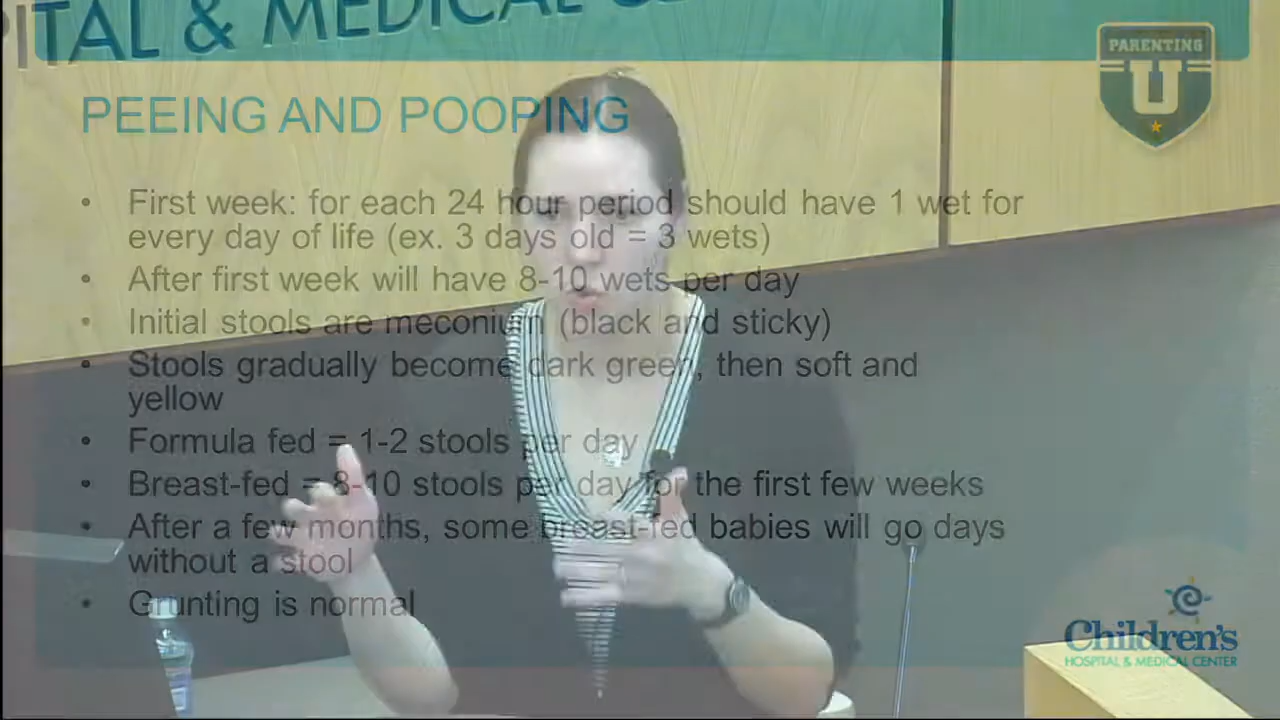 ITAL & MEDICAL
PARENTING
U
PEEING AND POOPING
• First week: for each 24 hour period should have 1 wet for
every day of life (ex. 3 days old = 3 wets)
• After first week will have 8-10 wets per day
• Initial stools are meconium (black and sticky)
• Stools gradually become dark green, then soft and
yellow
• Formula fed = 1-2 stools per day
• Breast-fed = 8-10 stools per day for the first few weeks
• After a few months, some breast-fed babies will go days
without a stool
• Grunting is normal
Children's
HOSPITAL & MEDICAL CENTER